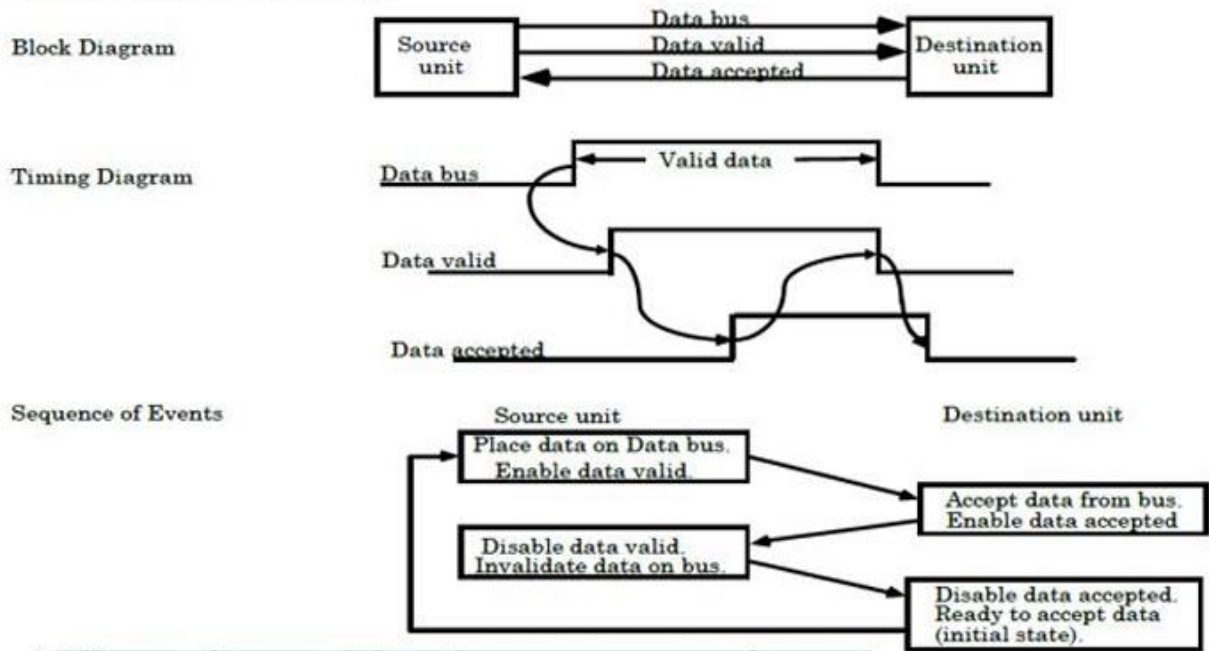 Block Diagram
Source
unit
Data bus
Data valid
Data accepted
Destination
unit
Timing Diagram
Data bus
Valid data
Data valid
Data accepted
Sequence of Events
Source unit
Destination unit
Place data on Data bus.
Enable data valid.
Accept data from bus.
Enable data accepted
Disable data valid.
Invalidate data on bus.
Disable data accepted.
Ready to accept data
(initial state).